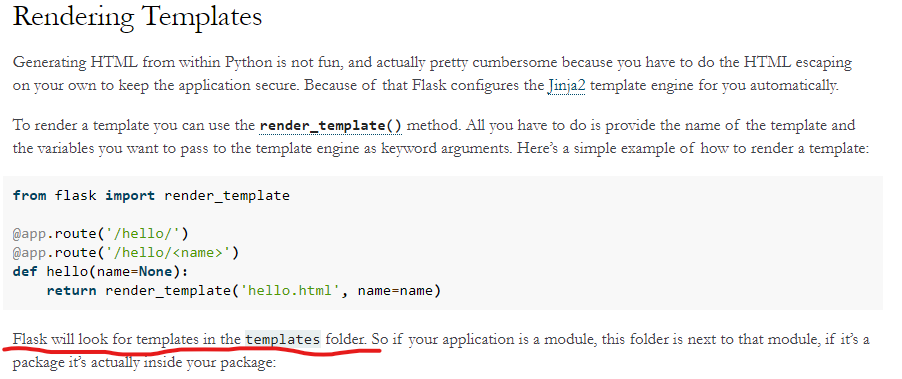 Rendering Templates
Generating HTML from within Python is not fun, and actually pretty cumbersome because you have to do the HTML escaping
on your own to keep the application secure. Because of that Flask configures the Jinja2 template engine for you automatically.
To render a template you can use the render_template() method. All you have to do is provide the name of the template and
the variables you want to pass to the template engine as keyword arguments. Here’s a simple example of how to render a template:
from flask import render_template
@app.route('/hello/')
@app.route('/hello/<name>')
def hello(name=None):
    return render_template('hello.html', name=name)
Flask will look for templates in the templates folder. So if your application is a module, this folder is next to that module, if it’s a
package it’s actually inside your package: